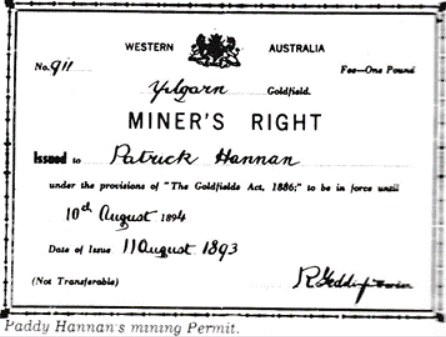 WESTERN AUSTRALIA
No. 911 Fee—One Pound
Yilgarn Goldfield.
MINER'S RIGHT
Issued to Patrick Hannan
under the provisions of "The Goldfields Act, 1886;" to be in force until
10th August 1894
Date of Issue 11 August 1893
(Not Transferable)
Paddy Hannan's mining Permit.